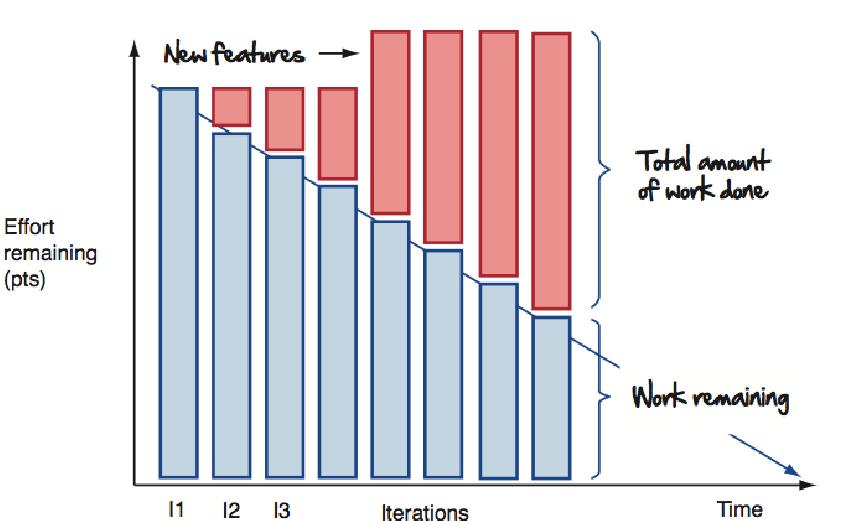 New features
Total amount
of work done
Effort
remaining
(pts)
Work remaining
I1
I2
I3
Iterations
Time